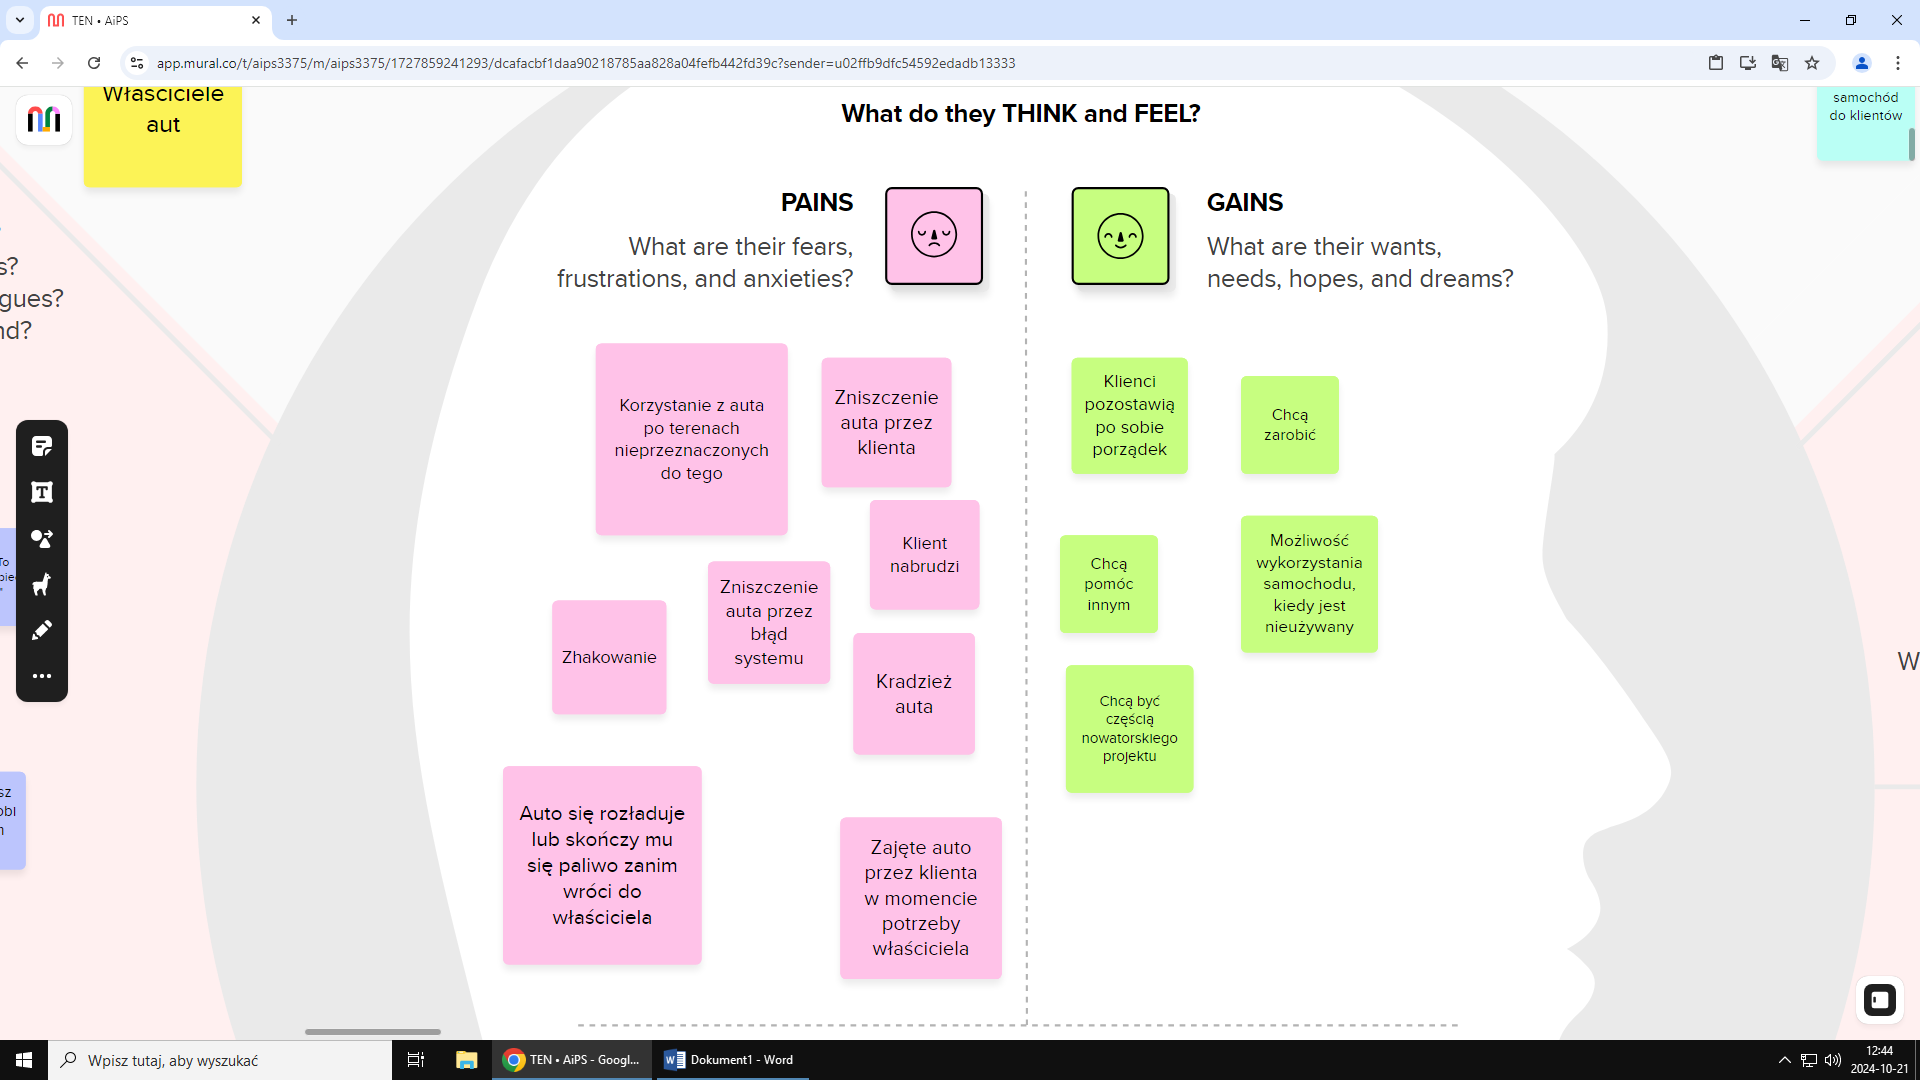 TEN • AiPS
app.mural.co/t/aips3375/m/aips3375/1727859241293/dcafacbf1daa90218785aa828a04fefb442fd39c?sender=u02ffb9dfc54592edadb13333
Właściciele
aut
samochód
do klientów
What do they THINK and FEEL?
PAINS
What are their fears,
frustrations, and anxieties?
GAINS
What are their wants,
needs, hopes, and dreams?
s?
gues?
nd?
Korzystanie z auta
po terenach
nieprzeznaczonych
do tego
Zniszczenie
auta przez
klienta
Klient
nabrudzi
Zniszczenie
auta przez
błąd
systemu
Zhakowanie
Kradzież
auta
Auto się rozładuje
lub skończy mu
się paliwo zanim
wróci do
właściciela
Zajęte auto
przez klienta
w momencie
potrzeby
właściciela
Klienci
pozostawią
po sobie
porządek
Chcą
zarobić
Chcą
pomóc
innym
Możliwość
wykorzystania
samochodu,
kiedy jest
nieużywany
Chcą być
częścią
nowatorskiego
projektu
W
Wpisz tutaj, aby wyszukać
TEN • AiPS - Googl...
Dokument1 - Word
12:44
2024-10-21